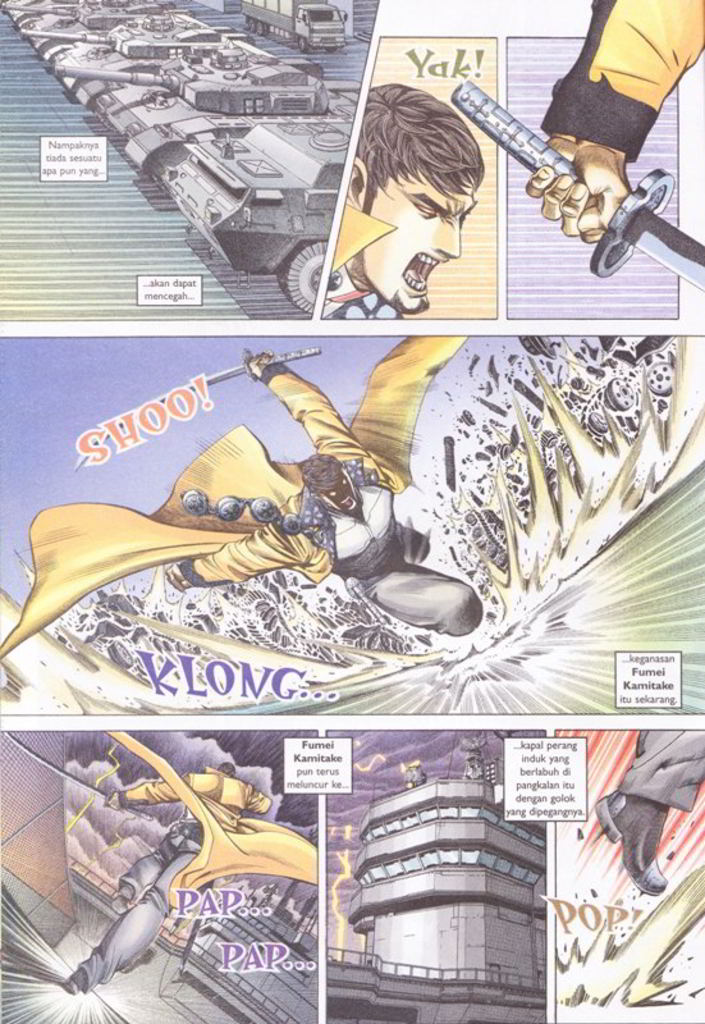 Nampaknya
tiada sesuatu
apa pun yang...
...akan dapat
mencegah...
Yak!
SHOO!
KLONG...
...keganasan
Fumei
Kamitake
itu sekarang.
Fumei
Kamitake
pun terus
meluncur ke...
PAP...
PAP...
...kapal perang
induk yang
berlabuh di
pangkalan itu
dengan golok
yang dipegangnya.
POP!